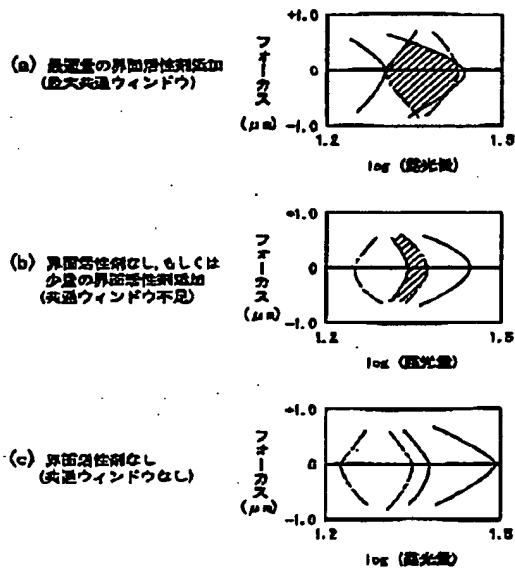 (a) 最適量の界面活性剤添加
(最大共通ウィンドウ)
フォーカス
(μm)
+1.0
0
-1.0
1.2
1.5
log (露光量)
(b) 界面活性剤なし,もしくは
少量の界面活性剤添加
(共通ウィンドウ不足)
フォーカス
(μm)
+1.0
0
-1.0
1.2
1.5
log (露光量)
(c) 界面活性剤なし
(共通ウィンドウなし)
フォーカス
(μm)
+1.0
0
-1.0
1.2
1.5
log (露光量)